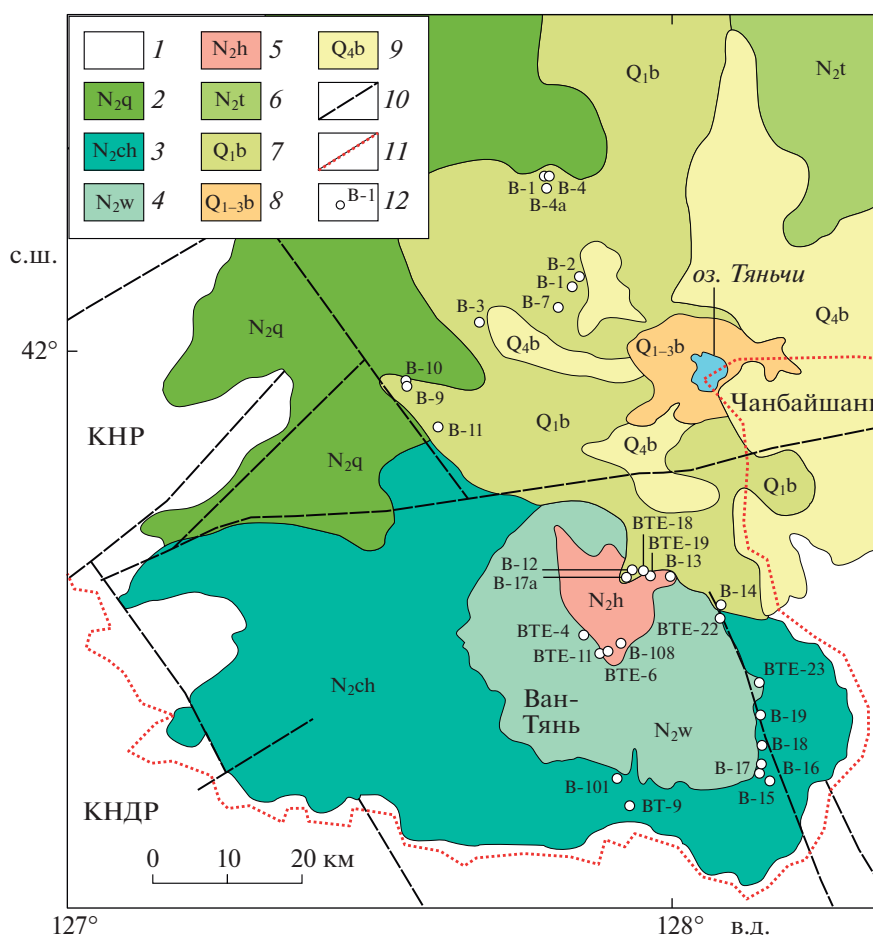 1
N₂q 2
N₂ch 3
N₂w 4
N₂h 5
N₂t 6
Q₁b 7
Q₁₋₃b 8
Q₄b 9
10
11
B-1 12
Q₁b
N₂t
B-1 B-4
B-4a
с.ш.
B-2
B-1
B-7
оз. Тяньчи
B-3
N₂q
Q₄b
Q₁₋₃b
Q₄b
42°
B-10
B-9
Чанбайшань
КНР
B-11
Q₁b
Q₄b
N₂q
Q₁b
BTE-18
BTE-19
B-12
B-13
B-17a
N₂h
B-14
BTE-4
BTE-22
BTE-11
B-108
BTE-6
BTE-23
N₂ch
Ван-
Тянь
B-19
N₂w
B-18
B-17
B-16
B-101
B-15
КНДР
BT-9
0 10 20 км
127° 128° в.д.